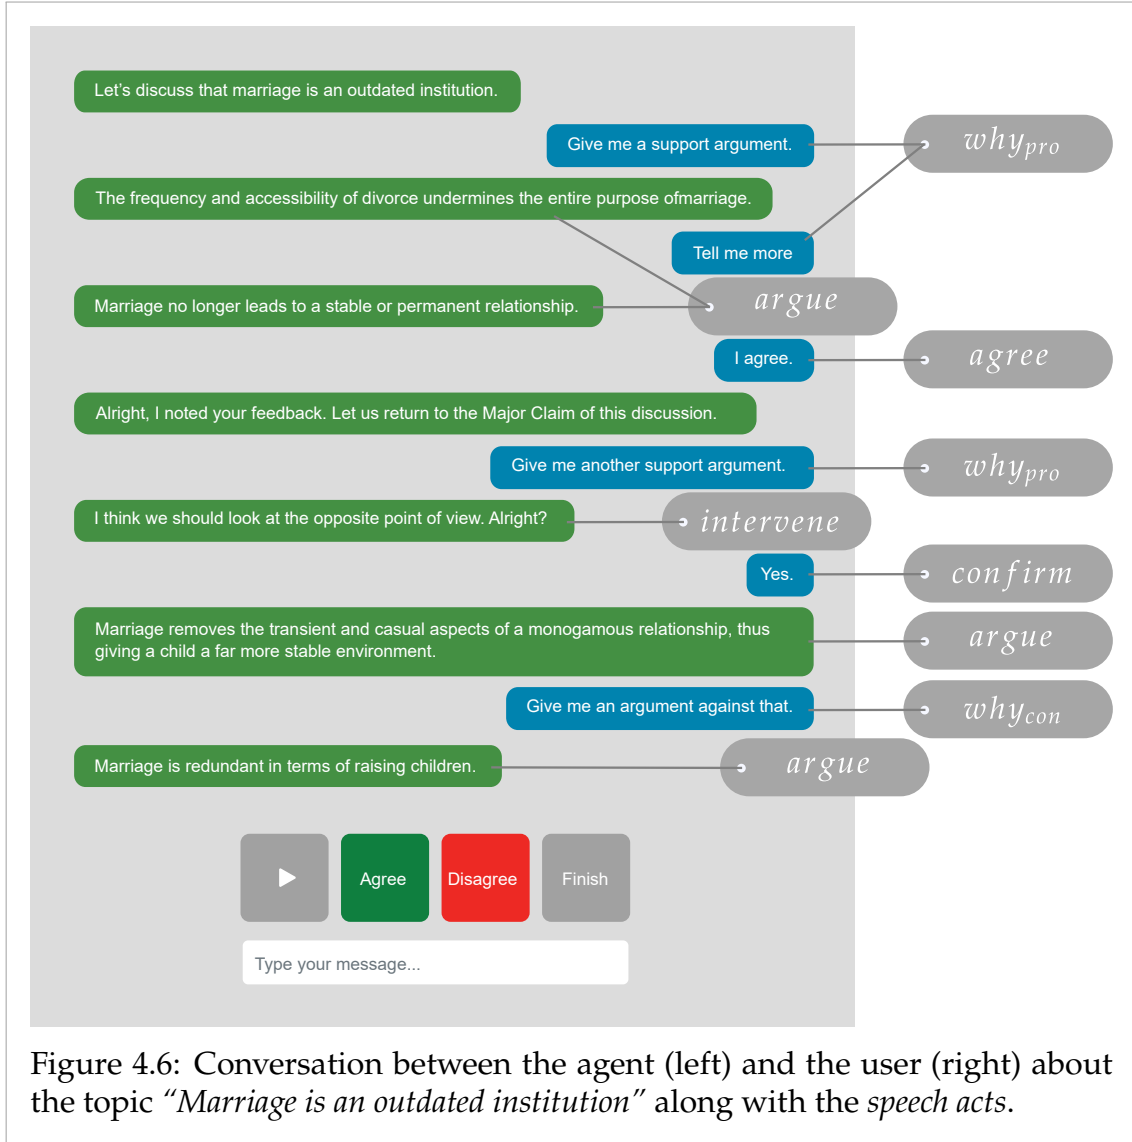 Let's discuss that marriage is an outdated institution.
Give me a support argument.
why_pro
The frequency and accessibility of divorce undermines the entire purpose ofmarriage.
Tell me more
Marriage no longer leads to a stable or permanent relationship.
argue
I agree.
agree
Alright, I noted your feedback. Let us return to the Major Claim of this discussion.
Give me another support argument.
why_pro
I think we should look at the opposite point of view. Alright?
intervene
Yes.
confirm
Marriage removes the transient and casual aspects of a monogamous relationship, thus
giving a child a far more stable environment.
argue
Give me an argument against that.
why_con
Marriage is redundant in terms of raising children.
argue
Agree
Disagree
Finish
Type your message...
Figure 4.6: Conversation between the agent (left) and the user (right) about
the topic “Marriage is an outdated institution” along with the speech acts.